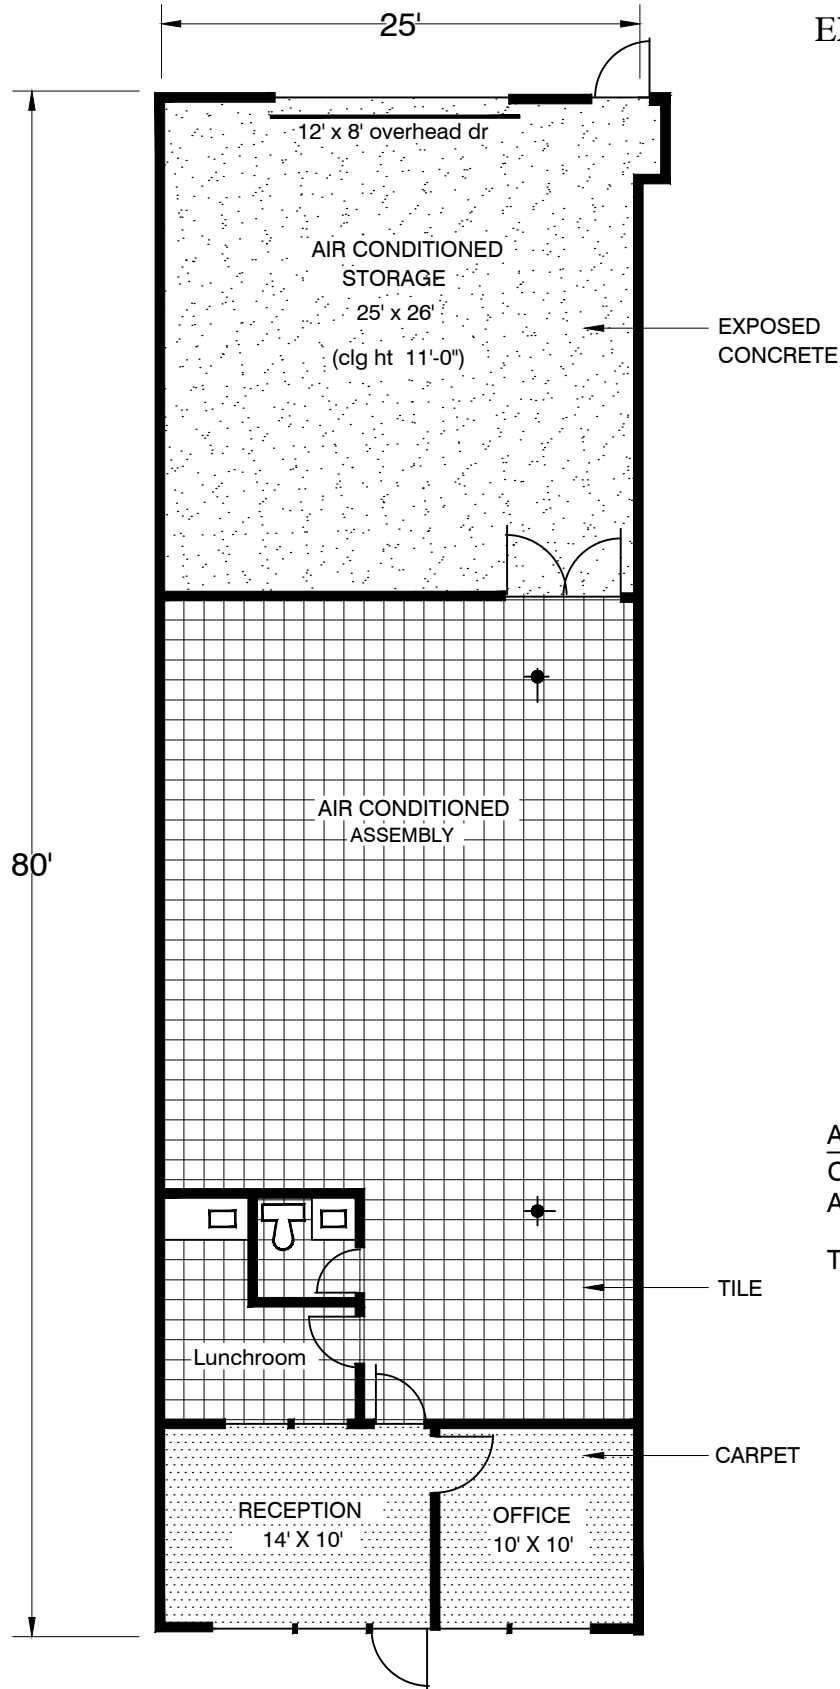 25'
12' x 8' overhead dr
AIR CONDITIONED
STORAGE
25' x 26'
(clg ht 11'-0")
EXPOSED
CONCRETE
AIR CONDITIONED
ASSEMBLY
80'
TILE
Lunchroom
CARPET
RECEPTION
14' X 10'
OFFICE
10' X 10'